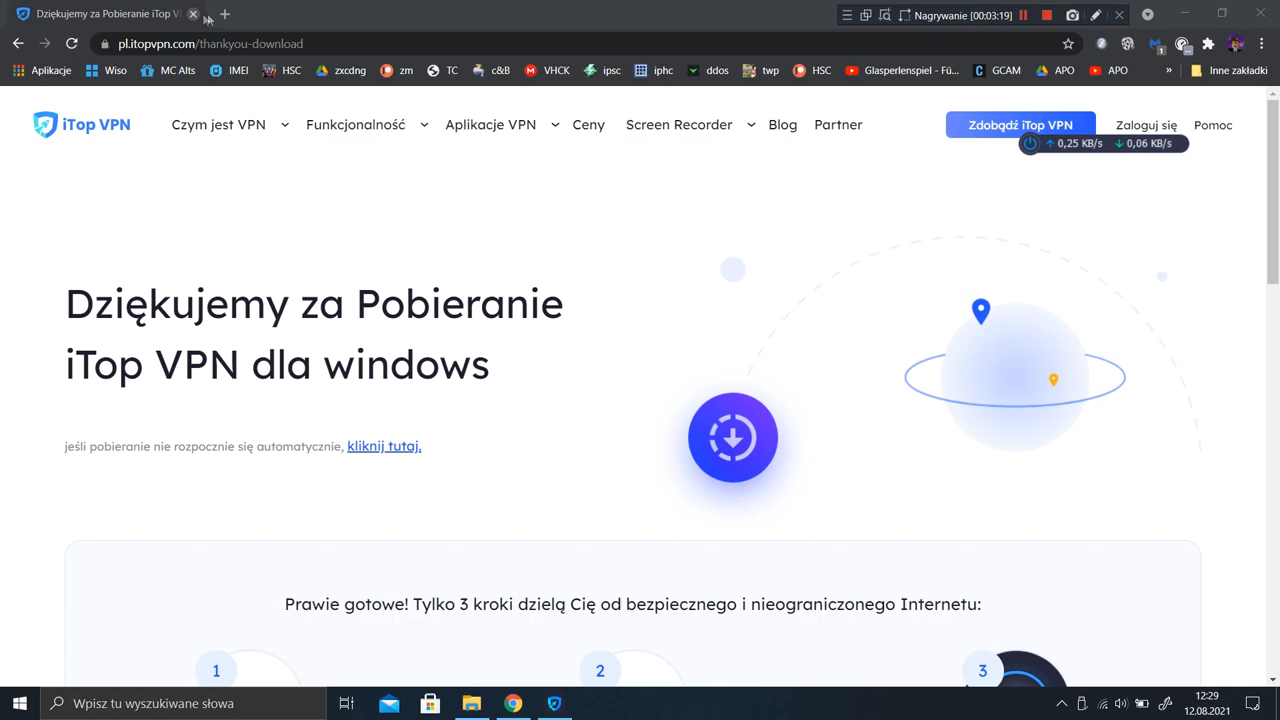 Dziękujemy za Pobieranie iTop V
Nagrywanie [00:03:19]
pl.itopvpn.com/thankyou-download
Aplikacje
Wiso
MC Alts
IMEI
HSC
zxcdng
zm
TC
c&B
VHCK
ipsc
iphc
ddos
twp
HSC
Glasperlenspiel - Fü...
GCAM
APO
APO
»
Inne zakładki
iTop VPN
Czym jest VPN
Funkcjonalność
Aplikacje VPN
Ceny
Screen Recorder
Blog
Partner
Zdobądź iTop VPN
Zaloguj się
Pomoc
0,25 KB/s
0,06 KB/s
Dziękujemy za Pobieranie
iTop VPN dla windows
jeśli pobieranie nie rozpocznie się automatycznie, kliknij tutaj.
Prawie gotowe! Tylko 3 kroki dzielą Cię od bezpiecznego i nieograniczonego Internetu:
1
2
3
Wpisz tu wyszukiwane słowa
12:29
12.08.2021